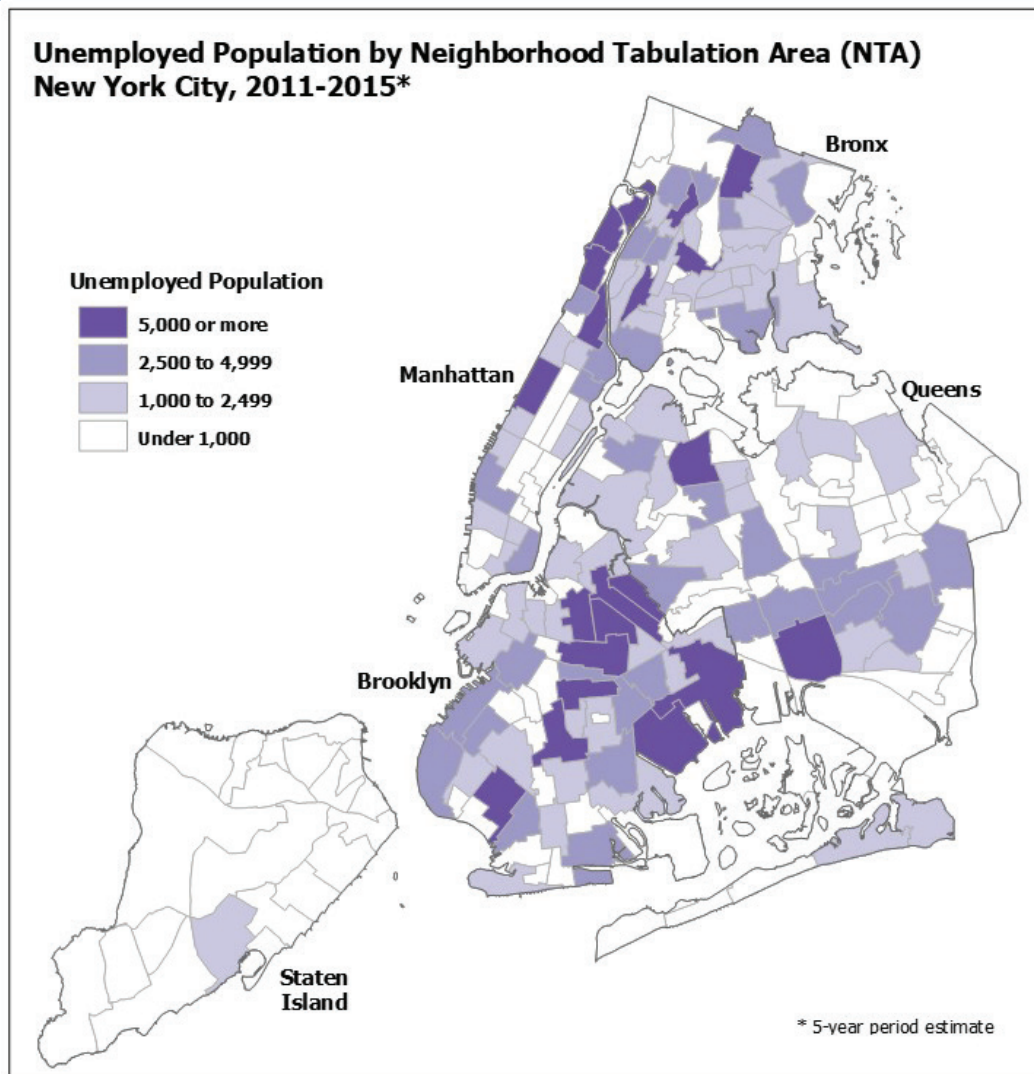 Unemployed Population by Neighborhood Tabulation Area (NTA)
New York City, 2011-2015*
Bronx
Unemployed Population
5,000 or more
2,500 to 4,999
1,000 to 2,499
Under 1,000
Manhattan
Queens
Brooklyn
Staten
Island
* 5-year period estimate